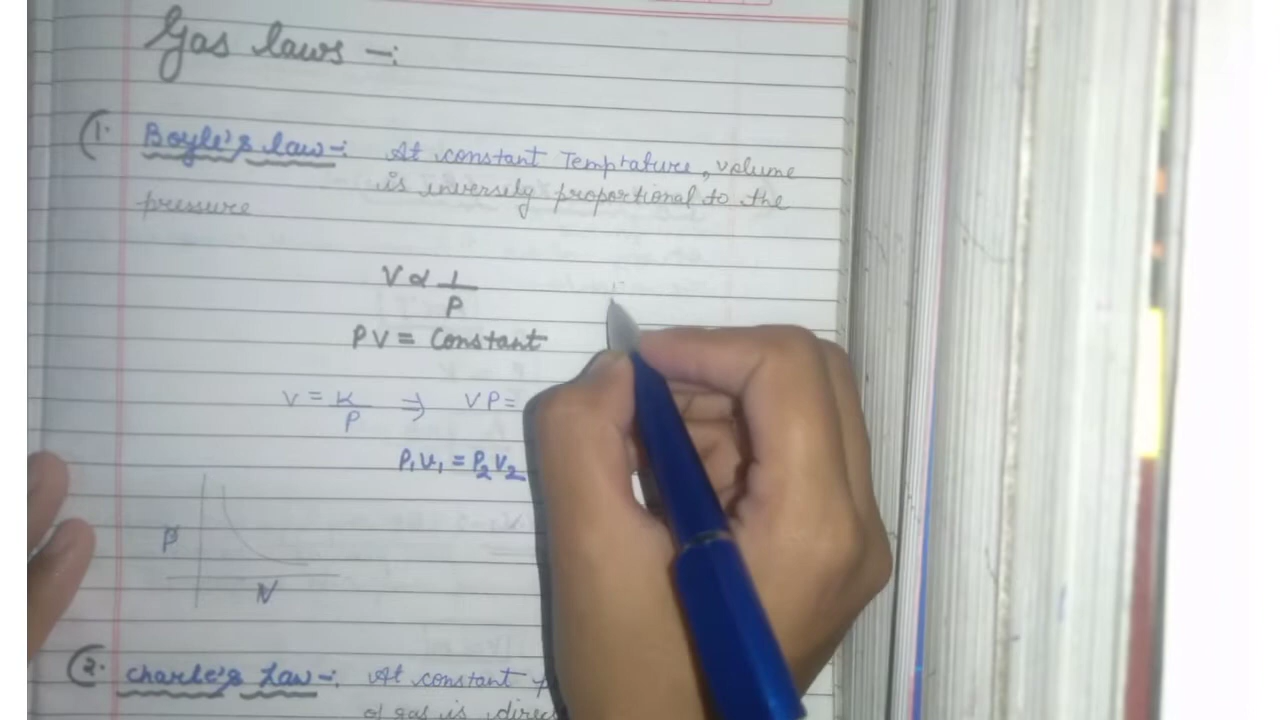 Gas laws -:
(1. Boyle's law -: At constant Temprature, volume
is inversely proportional to the
pressure
V ∝ 1/P
PV = Constant
V = K/P ⇒ VP=
P₁V₁ = P₂V₂
P
V
(2. Charle's Law -: At constant
of gas is direc